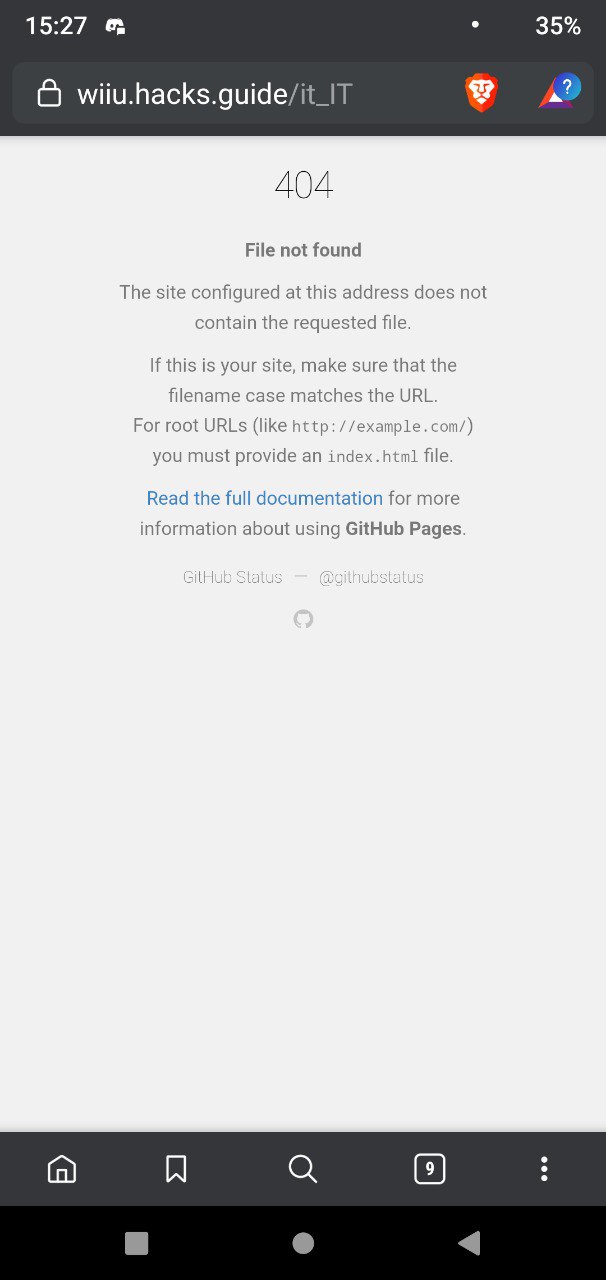 15:27
35%
wiiu.hacks.guide/it_IT
?
404
File not found
The site configured at this address does not
contain the requested file.
If this is your site, make sure that the
filename case matches the URL.
For root URLs (like http://example.com/)
you must provide an index.html file.
Read the full documentation for more
information about using GitHub Pages.
GitHub Status — @githubstatus
9